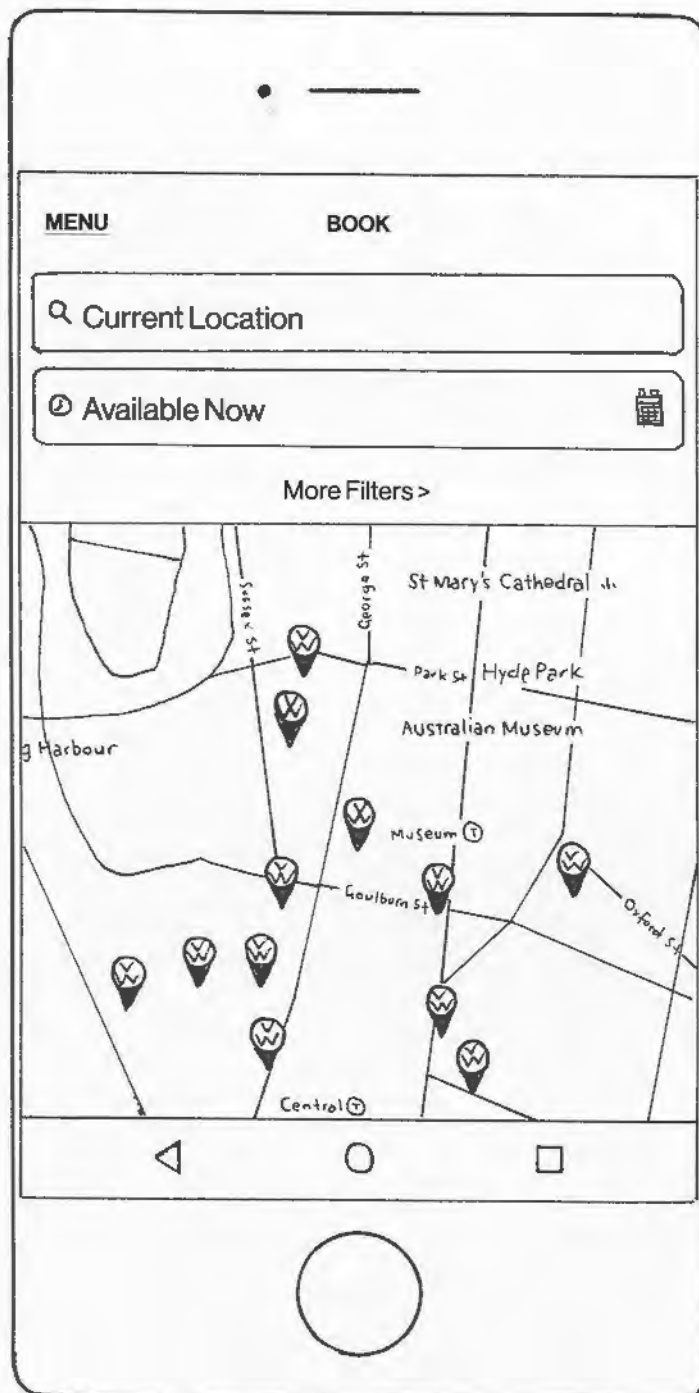 MENU BOOK
Current Location
Available Now
More Filters >
George St
Sussex St
St Mary's Cathedral
Park St Hyde Park
Australian Museum
g Harbour
Museum T
Goulburn St
Oxford St
Central T